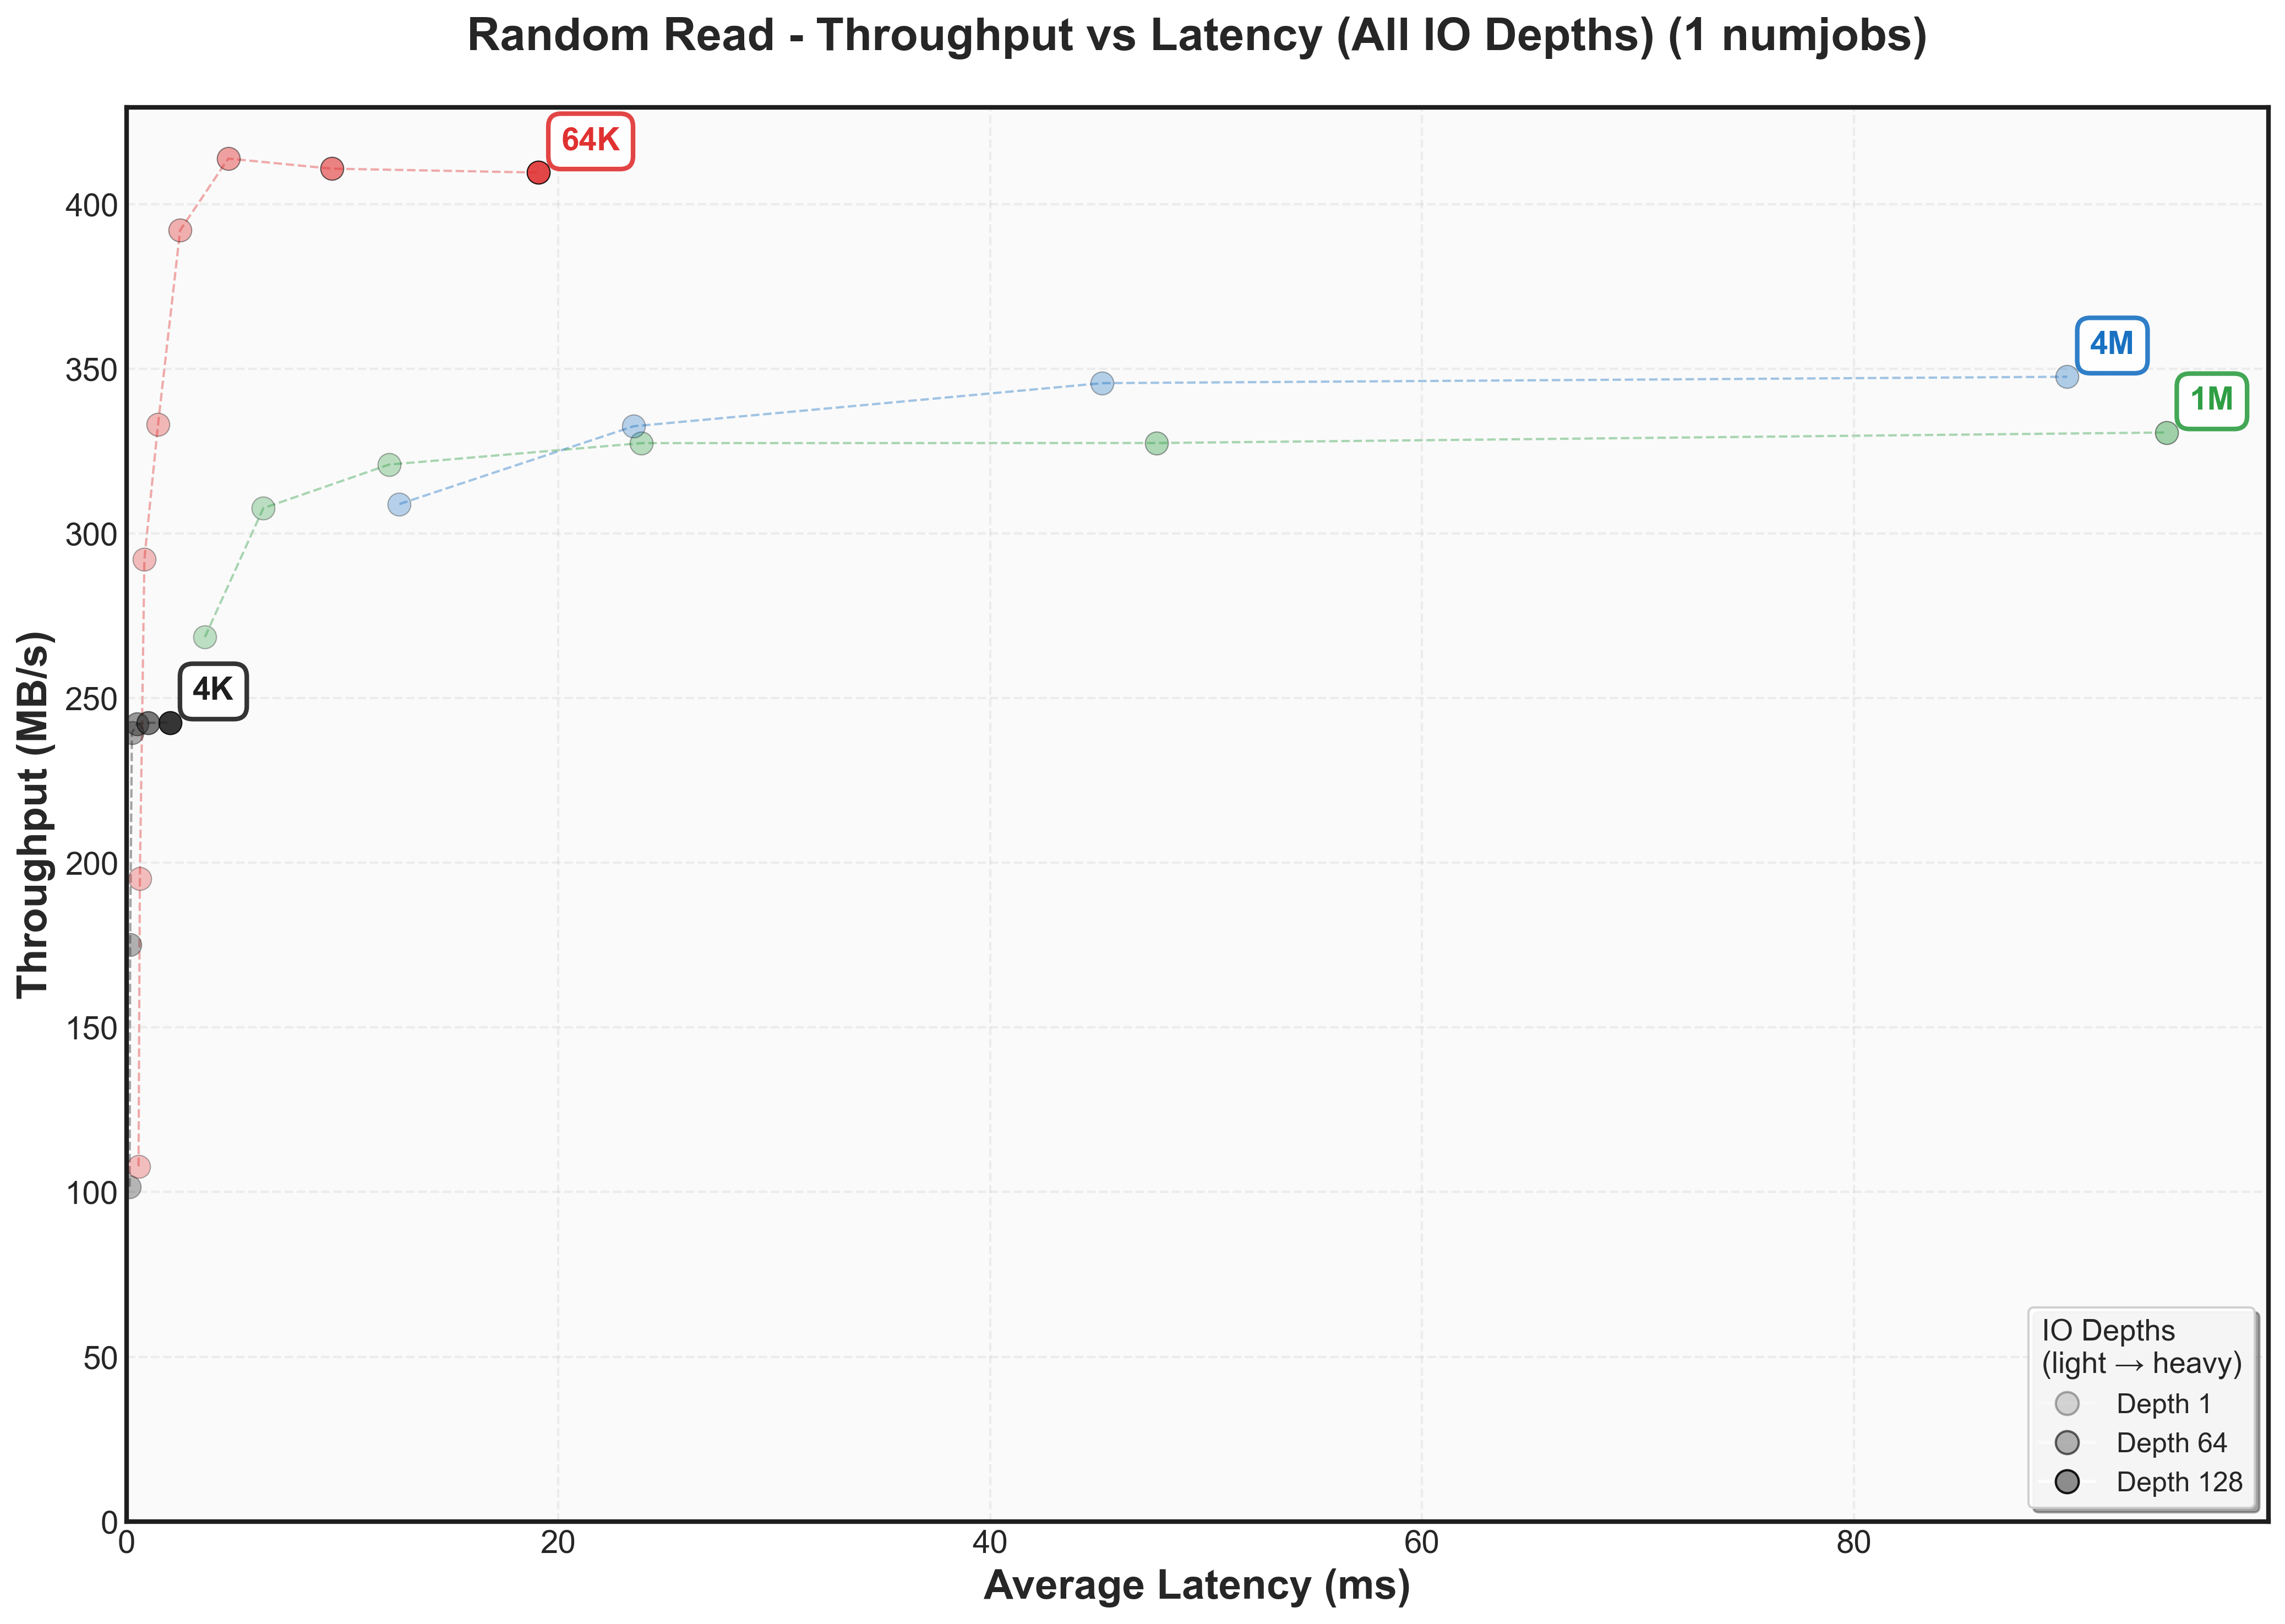 Random Read - Throughput vs Latency (All IO Depths) (1 numjobs)
Throughput (MB/s)
400
350
300
250
200
150
100
50
0
64K
4M
1M
4K
IO Depths
(light → heavy)
Depth 1
Depth 64
Depth 128
0 20 40 60 80
Average Latency (ms)